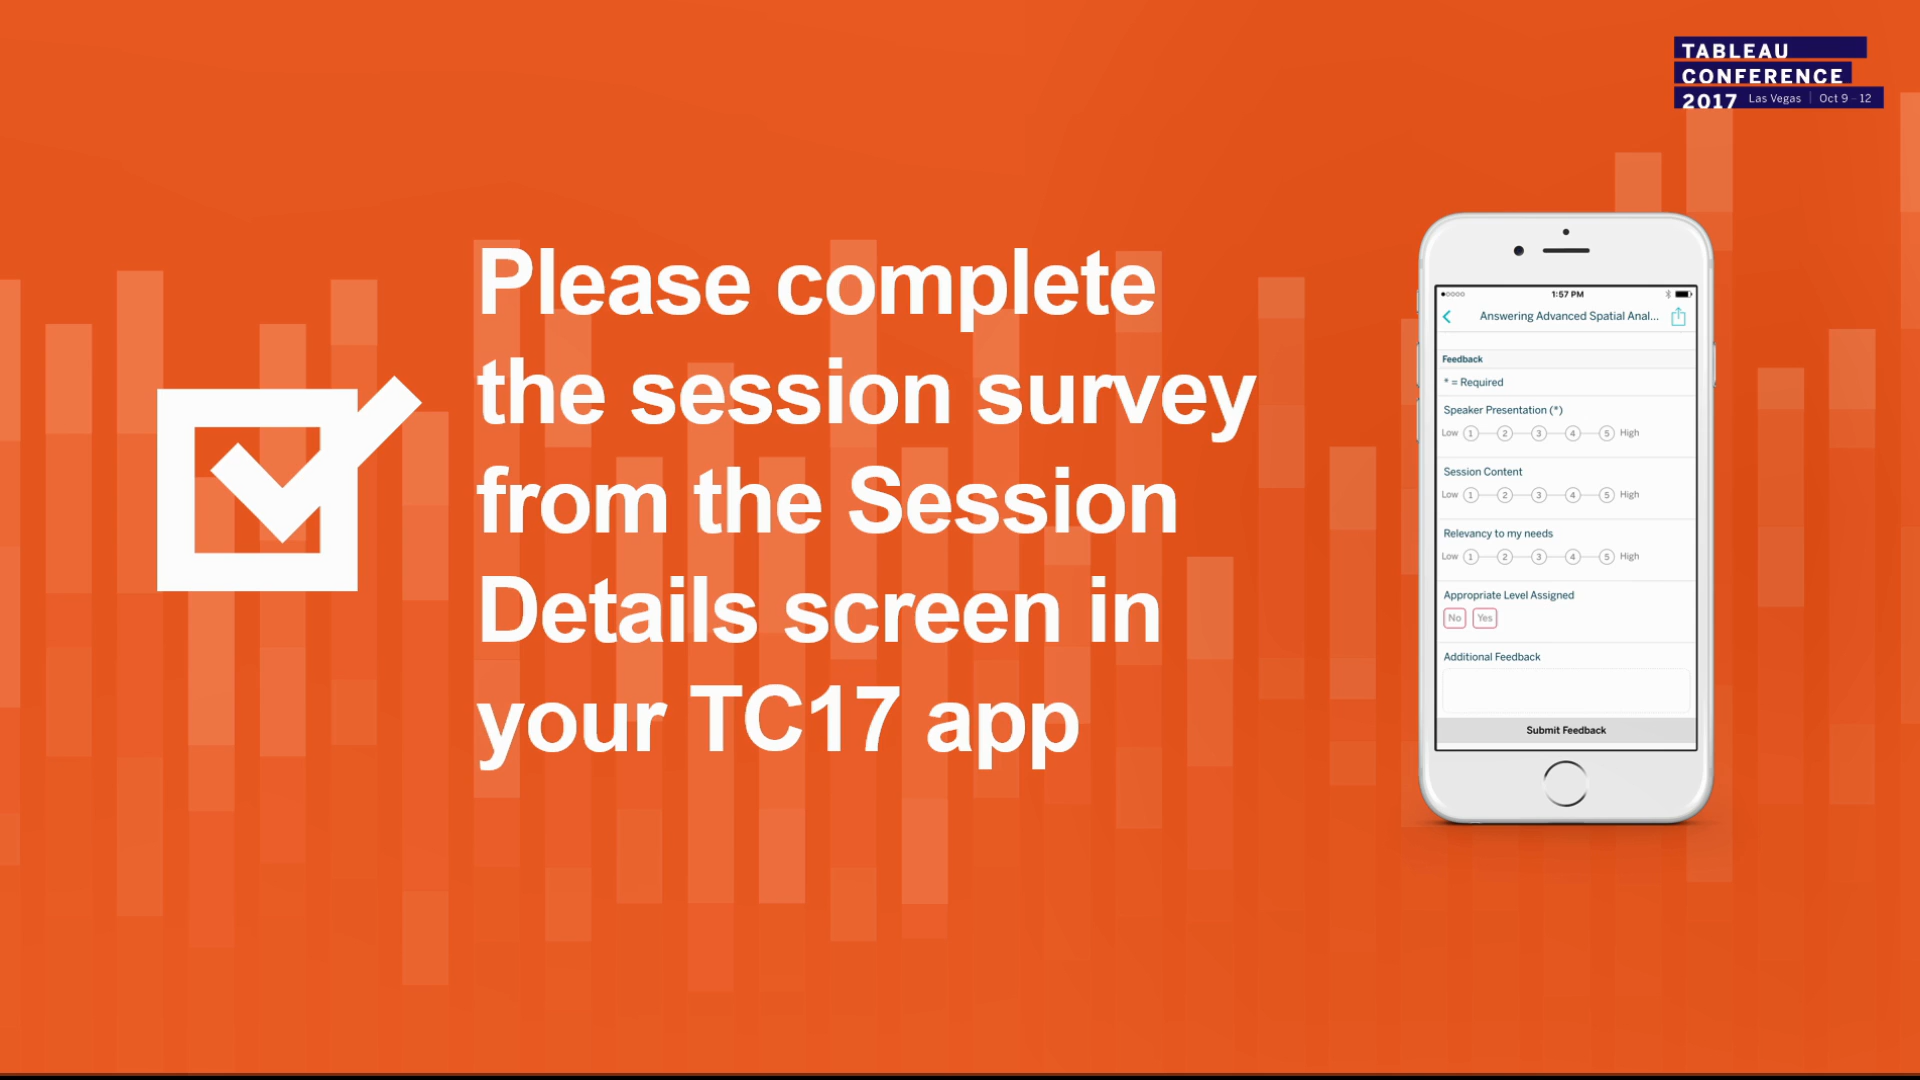 TABLEAU
CONFERENCE
2017 Las Vegas | Oct 9 - 12
Please complete
the session survey
from the Session
Details screen in
your TC17 app
1:57 PM
Answering Advanced Spatial Anal...
Feedback
* = Required
Speaker Presentation (*)
Low 1 2 3 4 5 High
Session Content
Low 1 2 3 4 5 High
Relevancy to my needs
Low 1 2 3 4 5 High
Appropriate Level Assigned
No Yes
Additional Feedback
Submit Feedback